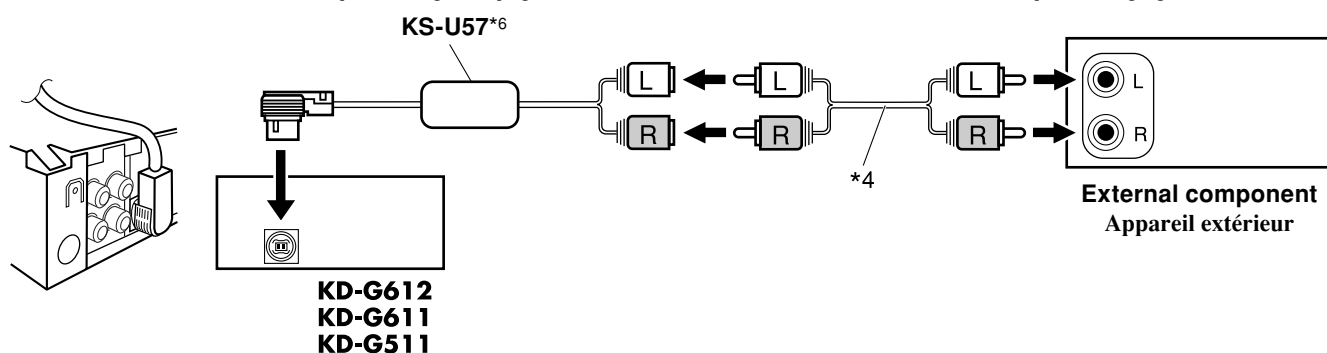 KS-U57*6
L L L L
R R R R
*4
External component
Appareil extérieur
KD-G612
KD-G611
KD-G511